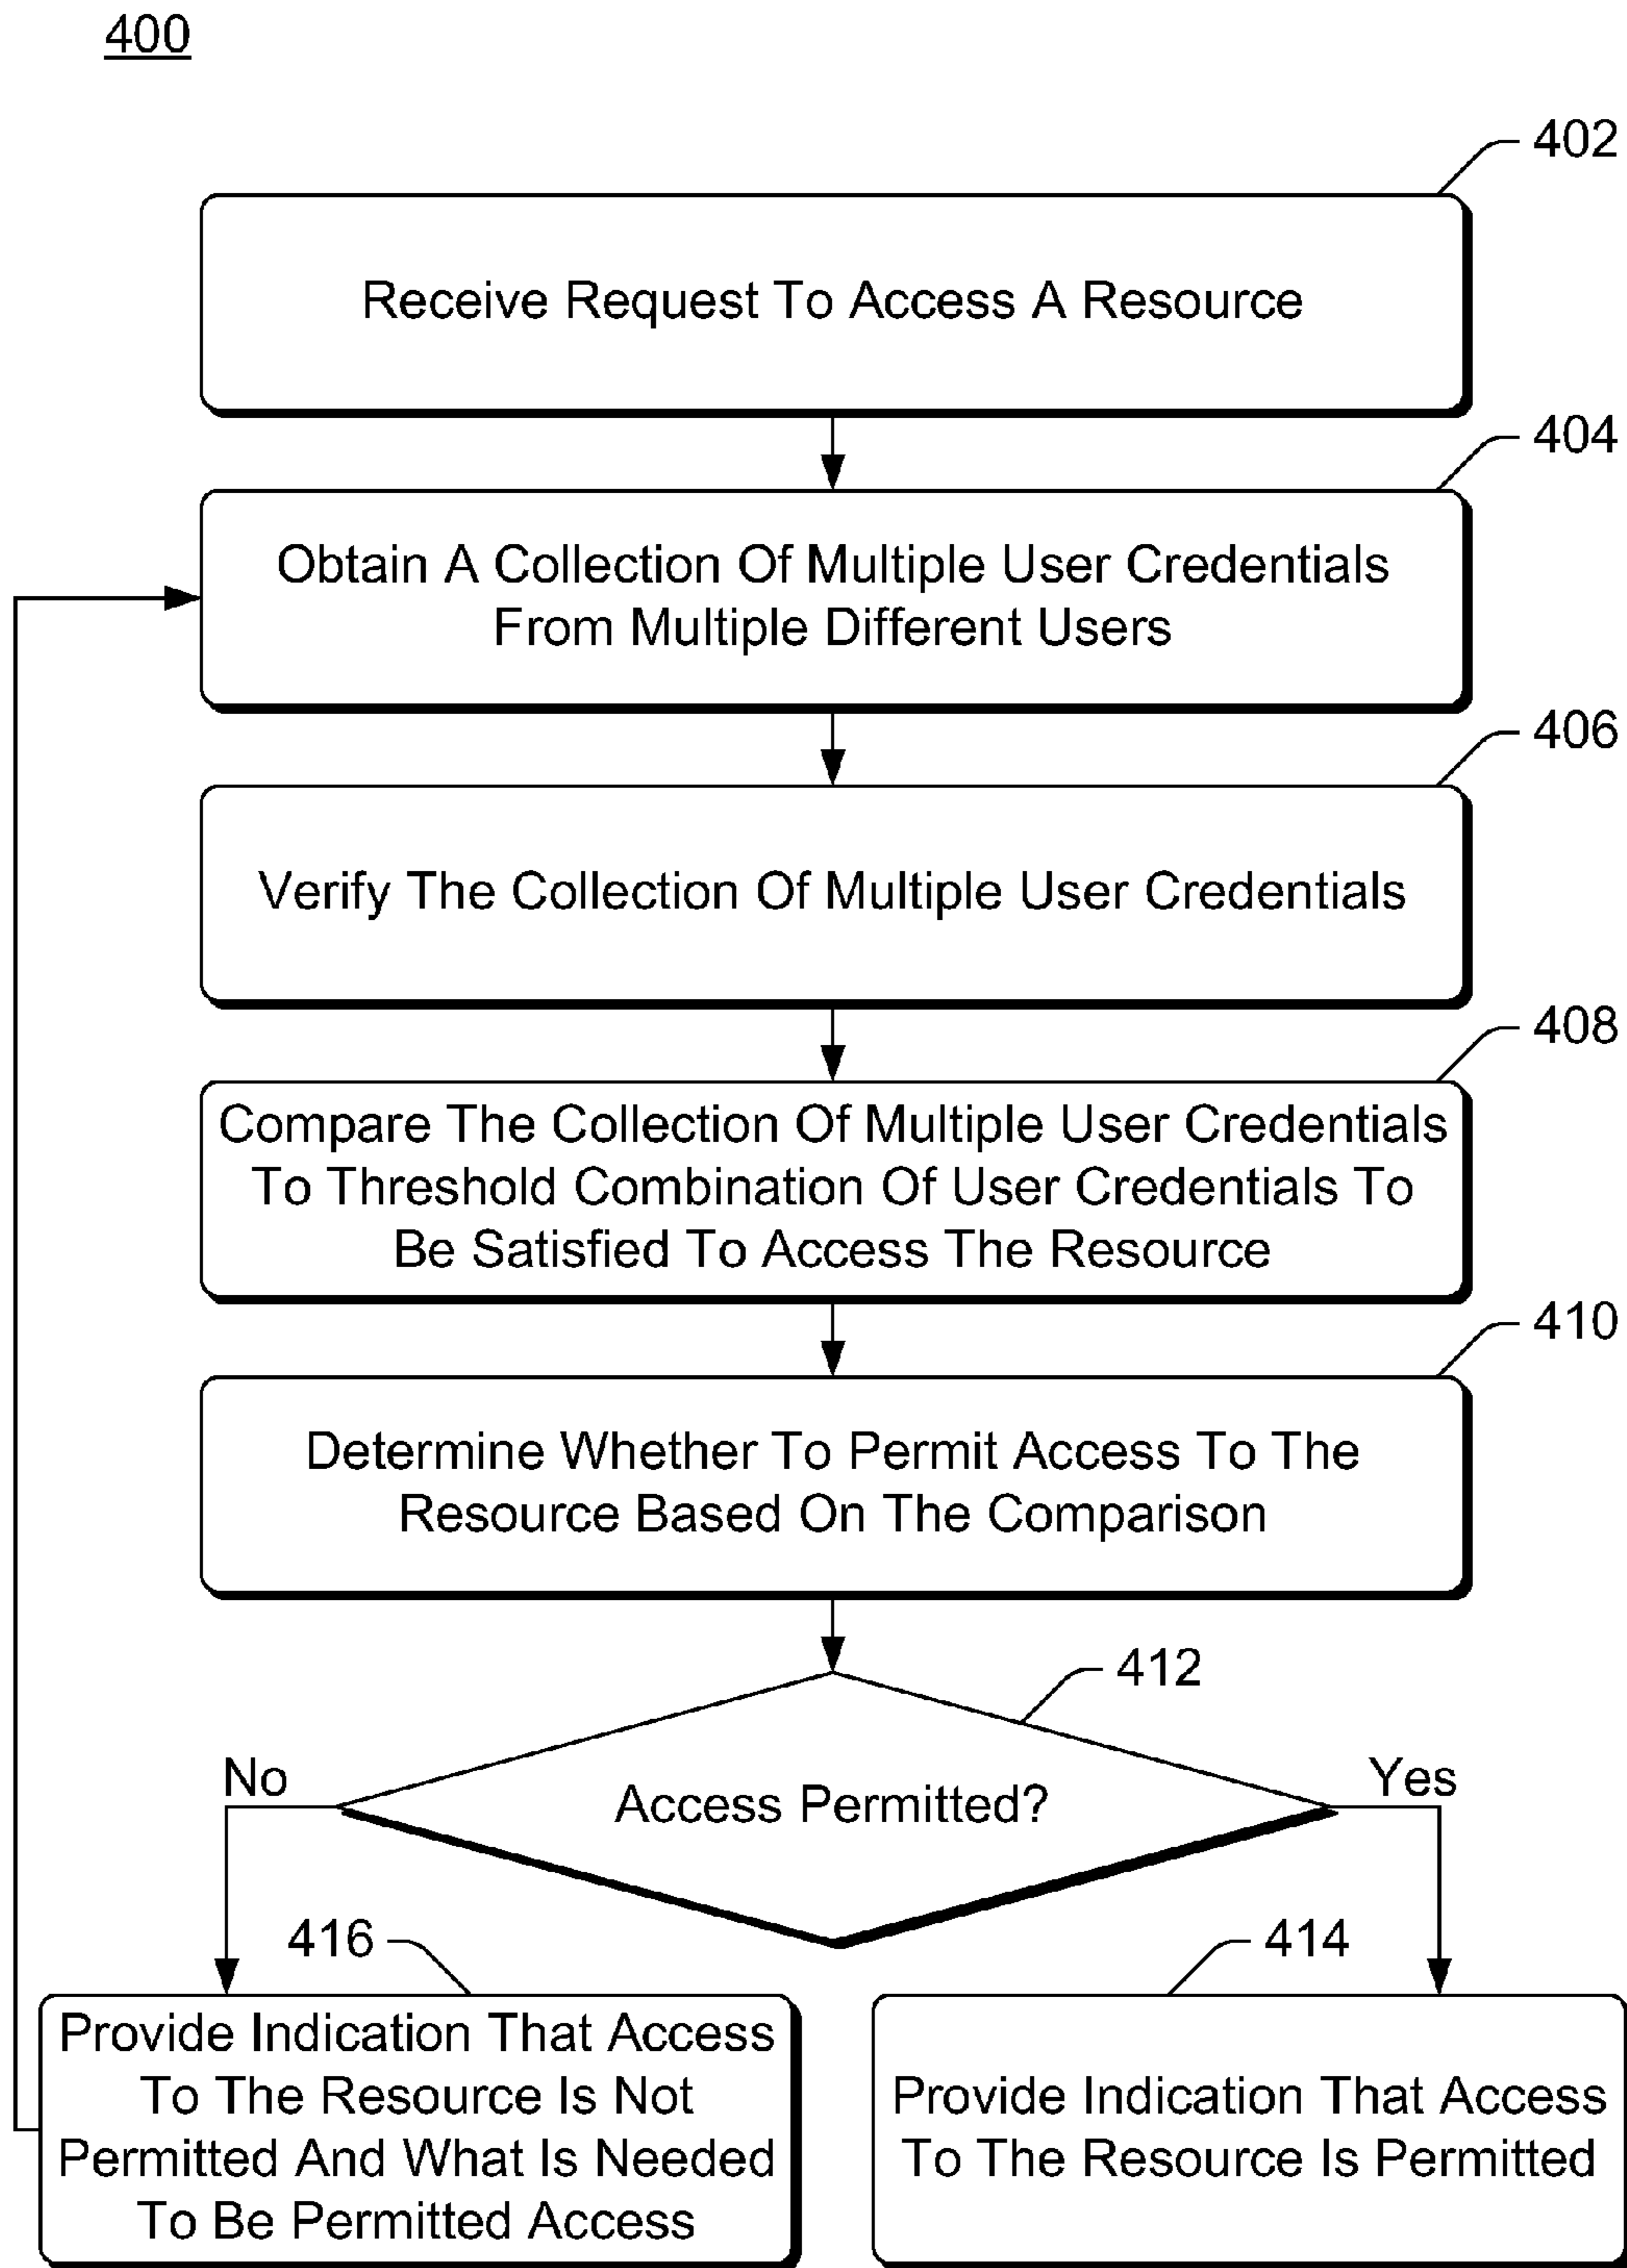 400
402
Receive Request To Access A Resource
404
Obtain A Collection Of Multiple User Credentials
From Multiple Different Users
406
Verify The Collection Of Multiple User Credentials
408
Compare The Collection Of Multiple User Credentials
To Threshold Combination Of User Credentials To
Be Satisfied To Access The Resource
410
Determine Whether To Permit Access To The
Resource Based On The Comparison
412
No
Yes
Access Permitted?
416
414
Provide Indication That Access
To The Resource Is Not
Permitted And What Is Needed
To Be Permitted Access
Provide Indication That Access
To The Resource Is Permitted